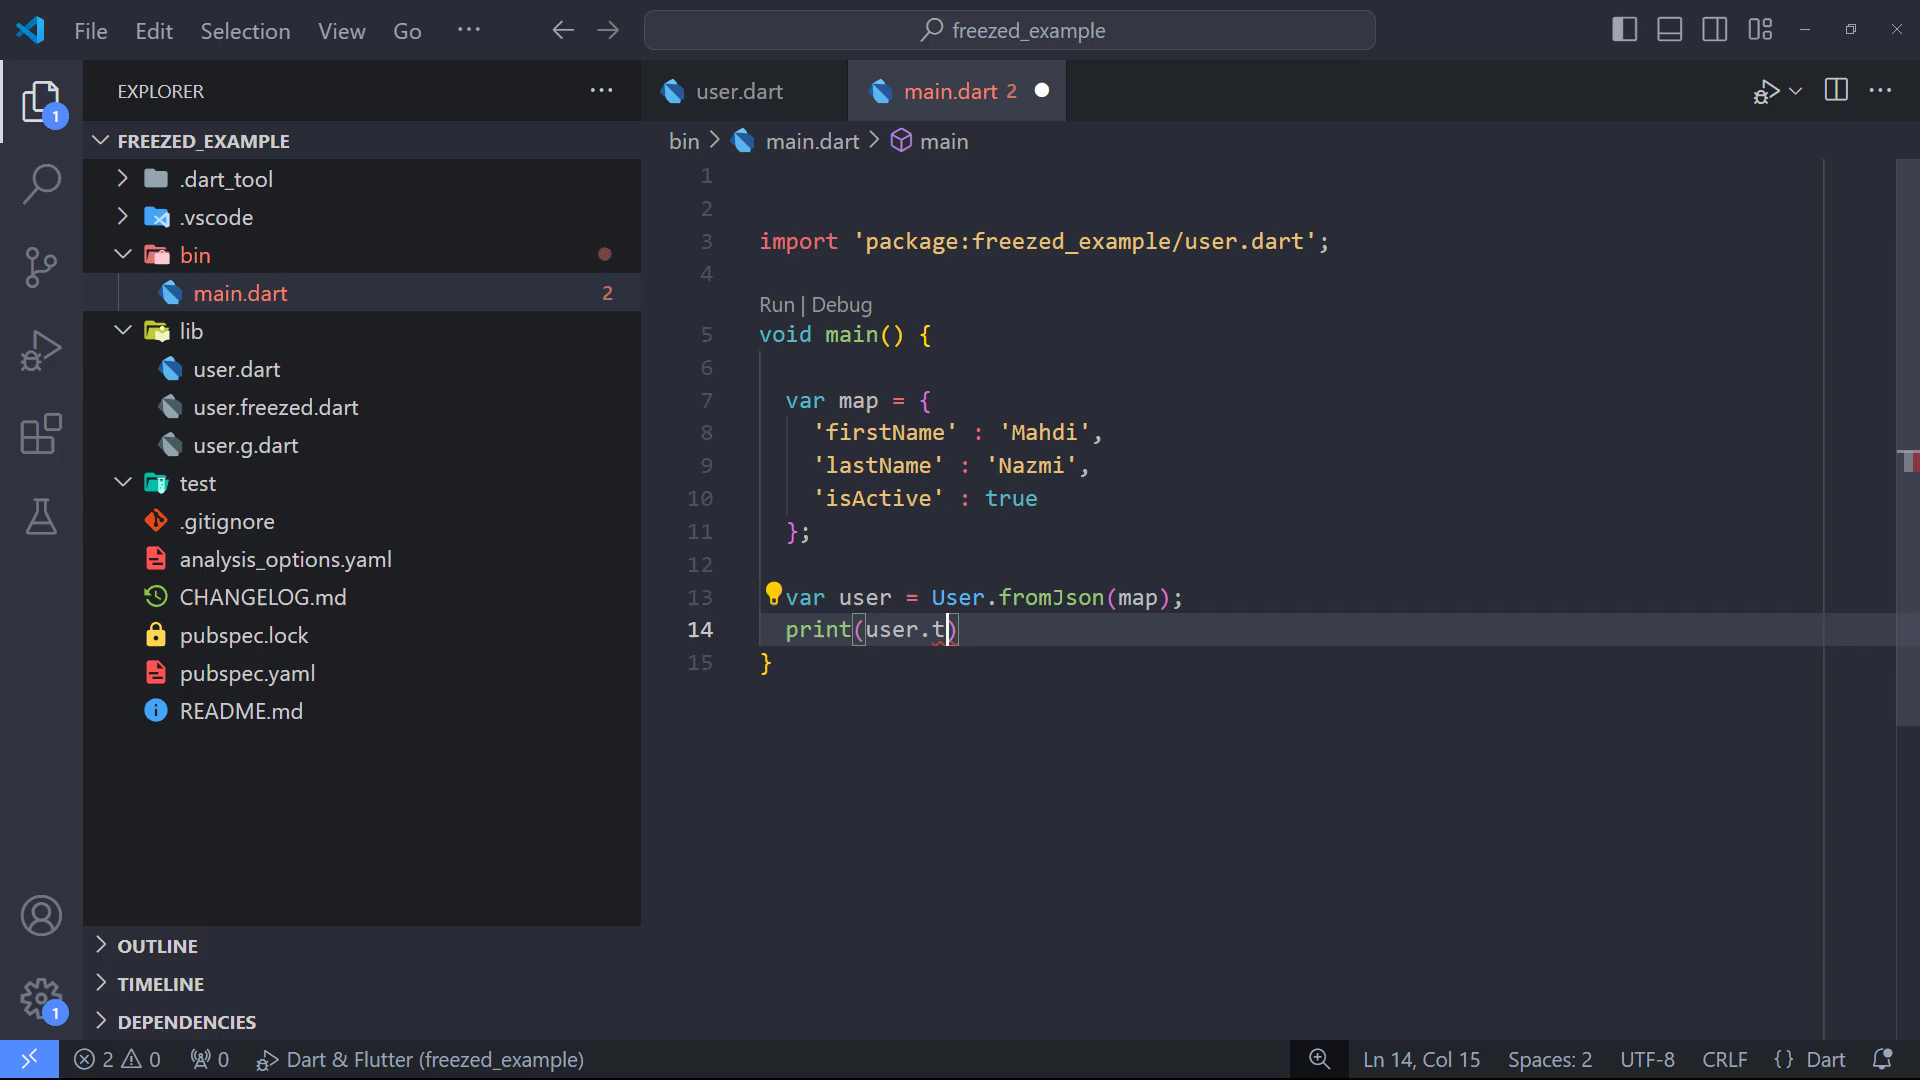 File Edit Selection View Go ···
freezed_example
EXPLORER
FREEZED_EXAMPLE
.dart_tool
.vscode
bin
main.dart 2
lib
user.dart
user.freezed.dart
user.g.dart
test
.gitignore
analysis_options.yaml
CHANGELOG.md
pubspec.lock
pubspec.yaml
README.md
OUTLINE
TIMELINE
DEPENDENCIES
1
1
user.dart
main.dart 2
bin > main.dart > main
1
2
3 import 'package:freezed_example/user.dart';
4
Run | Debug
5 void main() {
6
7 var map = {
8 'firstName' : 'Mahdi',
9 'lastName' : 'Nazmi',
10 'isActive' : true
11 };
12
13 var user = User.fromJson(map);
14 print(user.t)
15 }
2 0 0 Dart & Flutter (freezed_example)
Ln 14, Col 15 Spaces: 2 UTF-8 CRLF {} Dart